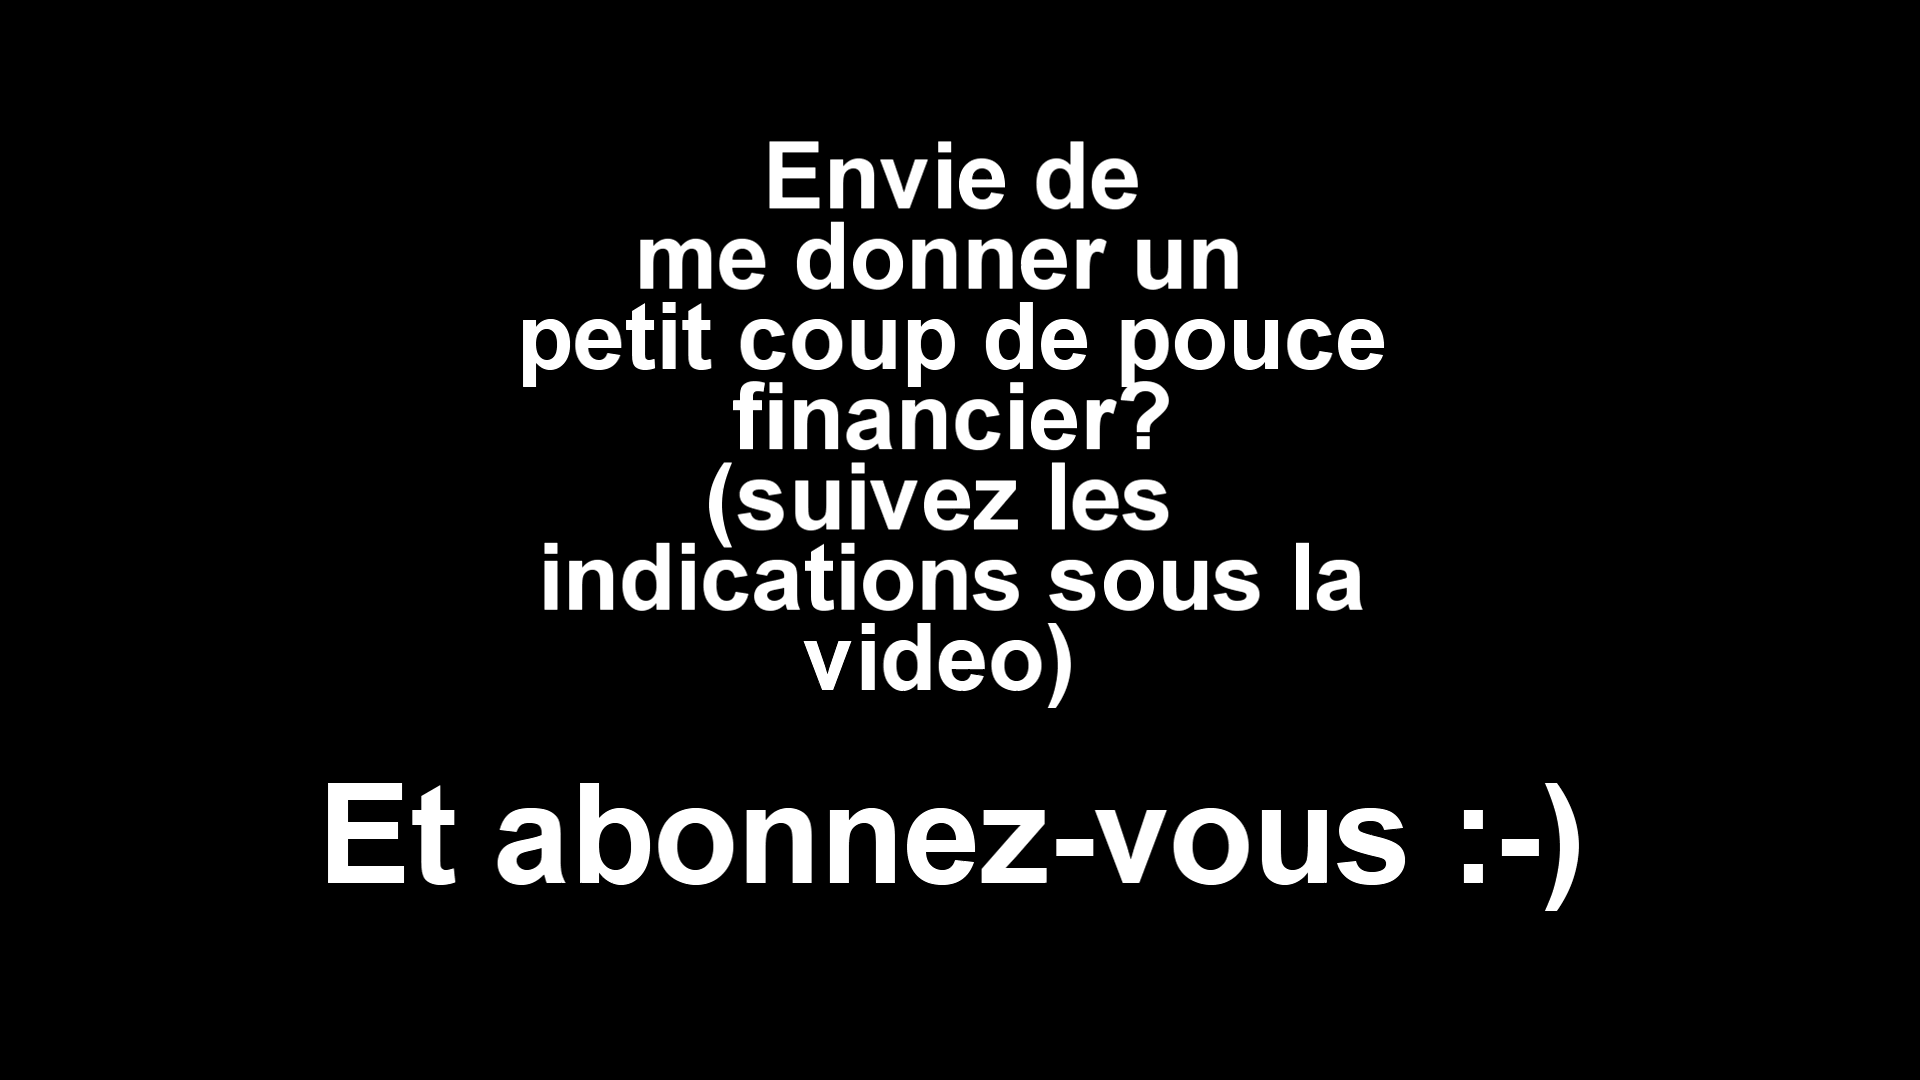 Envie de
me donner un
petit coup de pouce
financier?
(suivez les
indications sous la
video)
Et abonnez-vous :-)